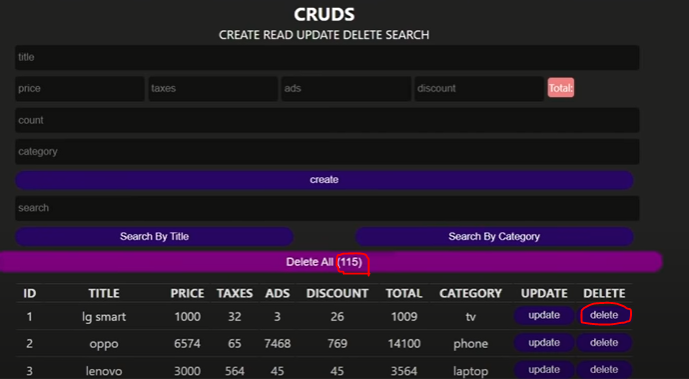 CRUDS
CREATE READ UPDATE DELETE SEARCH
title
price taxes ads discount Total:
count
category
create
search
Search By Title Search By Category
Delete All (115)
ID TITLE PRICE TAXES ADS DISCOUNT TOTAL CATEGORY UPDATE DELETE
1 lg smart 1000 32 3 26 1009 tv update delete
2 oppo 6574 65 7468 769 14100 phone update delete
3 lenovo 3000 564 45 45 3564 laptop update delete